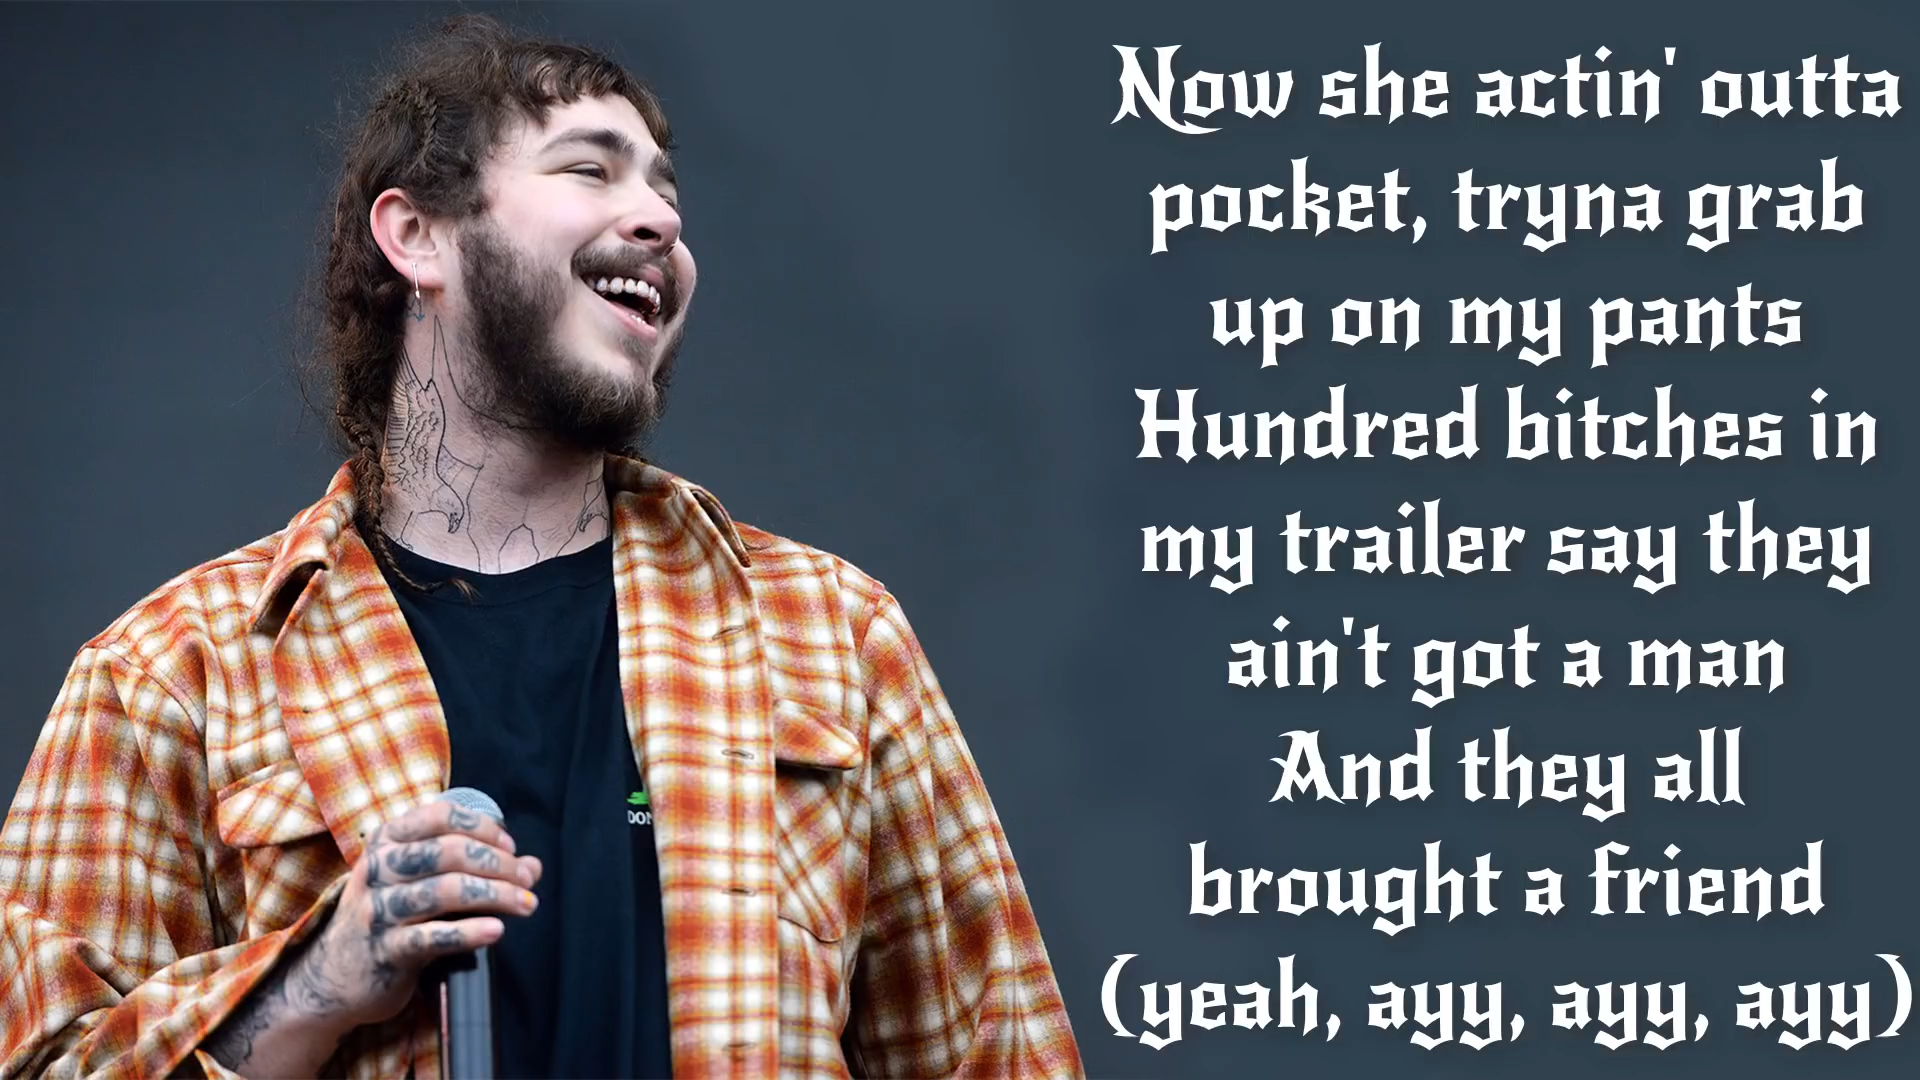 Now she actin' outta
pocket, tryna grab
up on my pants
Hundred bitches in
my trailer say they
ain't got a man
And they all
brought a friend
(yeah, ayy, ayy, ayy)